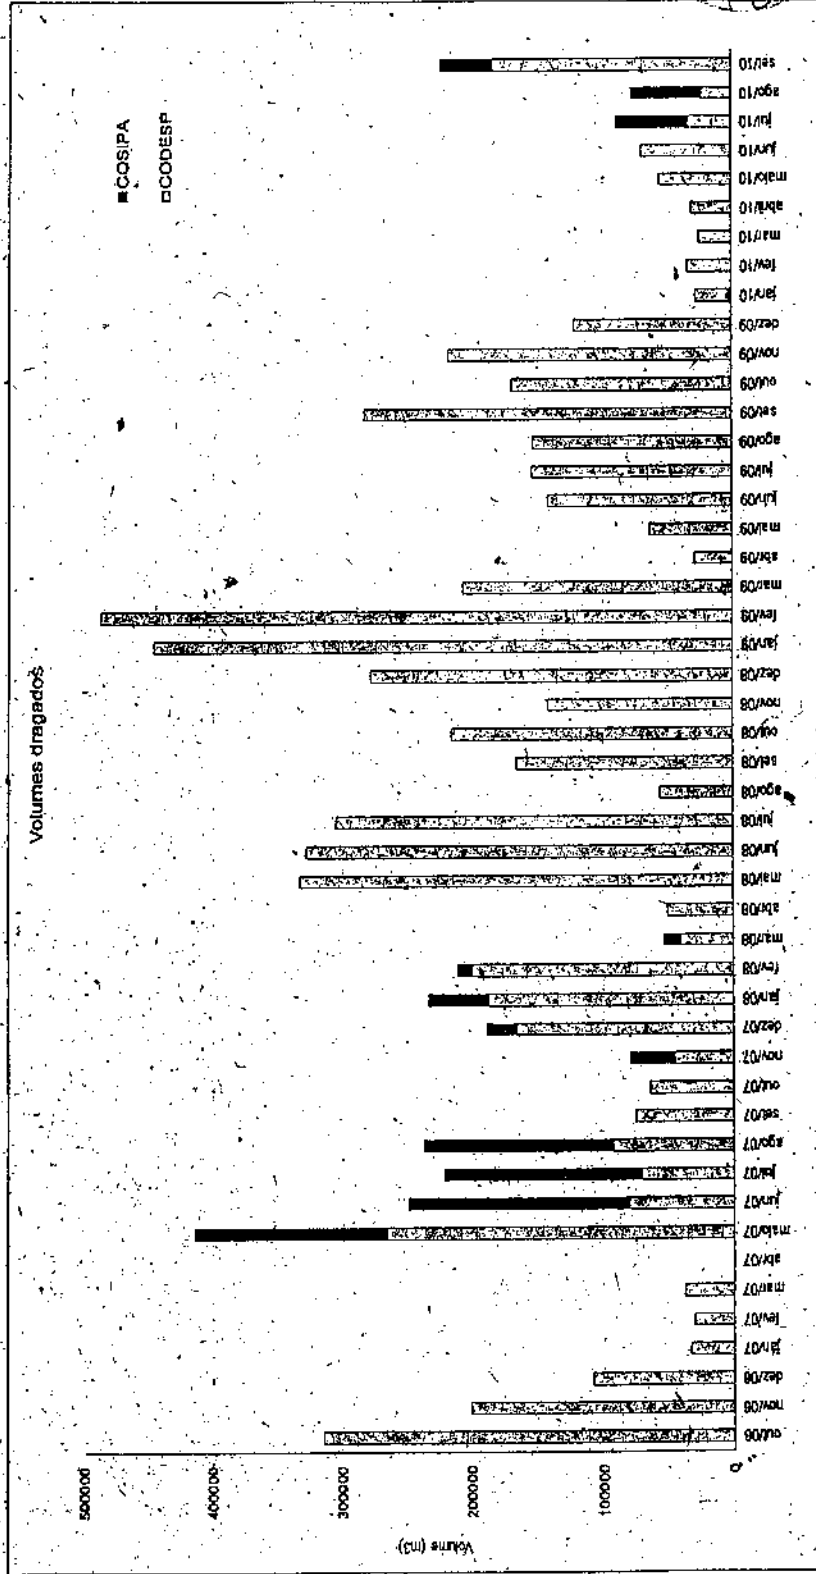 Volumes dragados
■COSIPA
□CODESP
Volume (m3)
500000
400000
300000
200000
100000
0
out/06
nov/06
dez/06
jan/07
fev/07
mar/07
abr/07
maio/07
jun/07
jul/07
ago/07
set/07
out/07
nov/07
dez/07
jan/08
fev/08
mar/08
abr/08
mai/08
jun/08
jul/08
ago/08
set/08
out/08
nov/08
dez/08
jan/09
fev/09
mar/09
abr/09
mai/09
jun/09
jul/09
ago/09
set/09
out/09
nov/09
dez/09
jan/10
fev/10
mar/10
abril/10
maio/10
jun/10
jul/10
ago/10
set/10